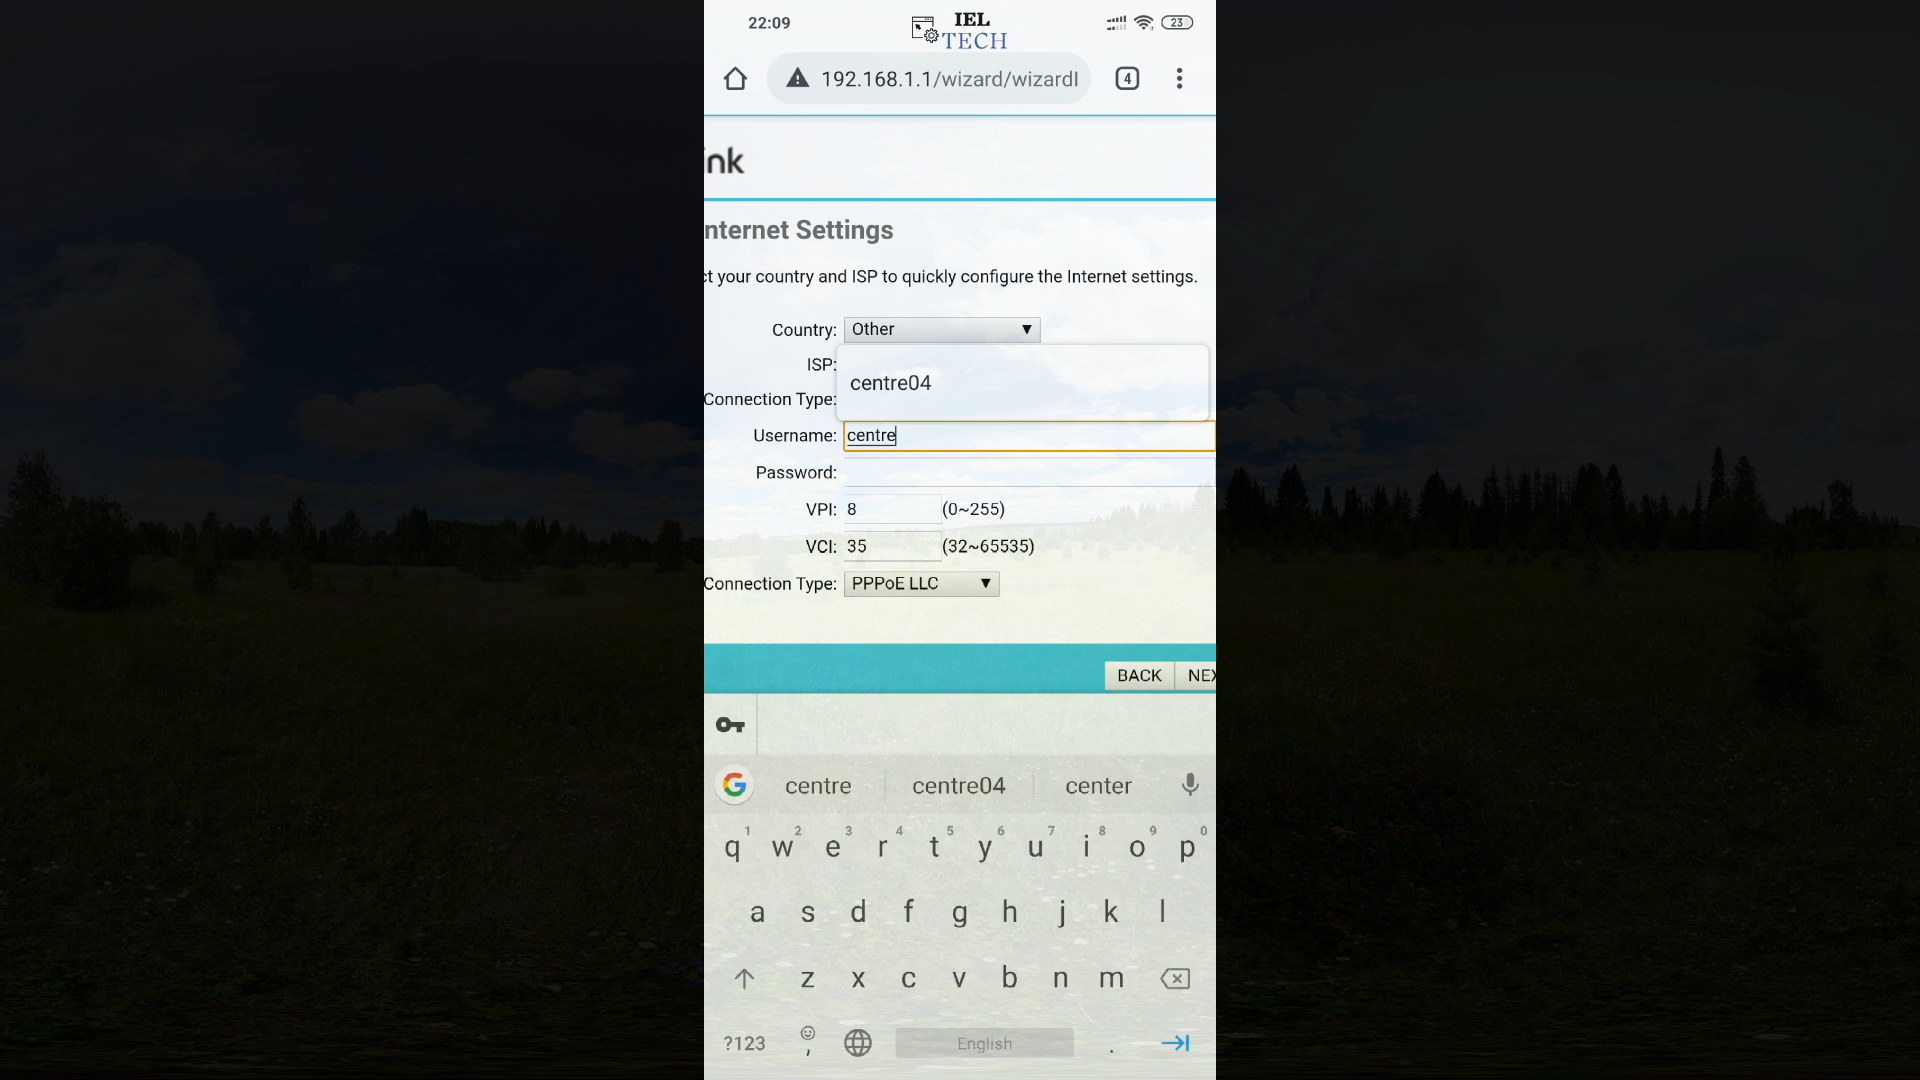 22:09
IEL
TECH
23
192.168.1.1/wizard/wizardI
4
ink
nternet Settings
ct your country and ISP to quickly configure the Internet settings.
Country: Other ▼
ISP:
centre04
Connection Type:
Username: centre
Password:
VPI: 8 (0~255)
VCI: 35 (32~65535)
Connection Type: PPPoE LLC ▼
BACK NEX
G centre centre04 center
1 2 3 4 5 6 7 8 9 0
q w e r t y u i o p
a s d f g h j k l
z x c v b n m
?123 , English .